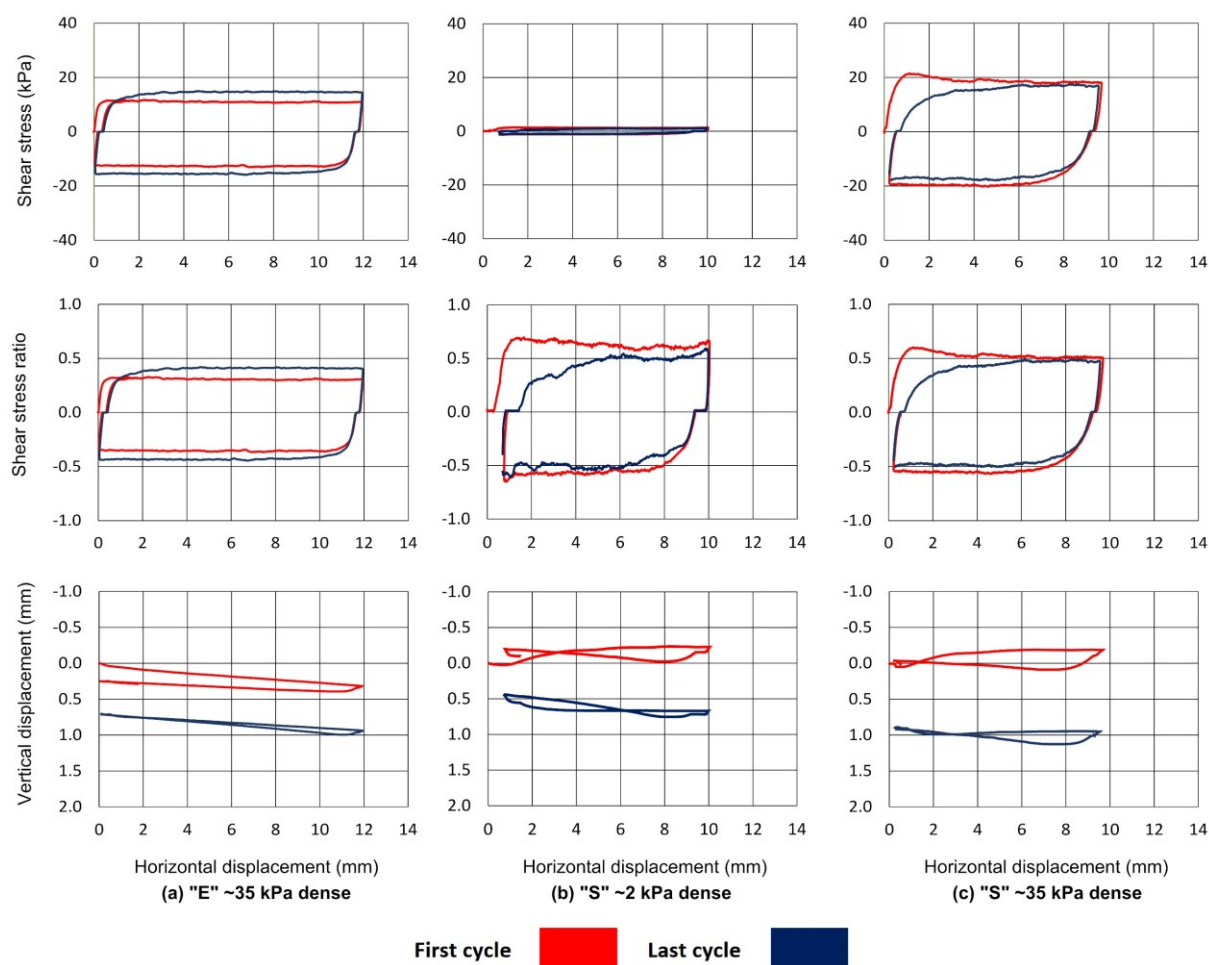 Shear stress (kPa)
40
20
0
-20
-40
0 2 4 6 8 10 12 14
40
20
0
-20
-40
0 2 4 6 8 10 12 14
40
20
0
-20
-40
0 2 4 6 8 10 12 14
Shear stress ratio
1.0
0.5
0.0
-0.5
-1.0
0 2 4 6 8 10 12 14
1.0
0.5
0.0
-0.5
-1.0
0 2 4 6 8 10 12 14
1.0
0.5
0.0
-0.5
-1.0
0 2 4 6 8 10 12 14
Vertical displacement (mm)
-1.0
-0.5
0.0
0.5
1.0
1.5
2.0
0 2 4 6 8 10 12 14
-1.0
-0.5
0.0
0.5
1.0
1.5
2.0
0 2 4 6 8 10 12 14
-1.0
-0.5
0.0
0.5
1.0
1.5
2.0
0 2 4 6 8 10 12 14
Horizontal displacement (mm)
(a) "E" ~35 kPa dense
Horizontal displacement (mm)
(b) "S" ~2 kPa dense
Horizontal displacement (mm)
(c) "S" ~35 kPa dense
First cycle
Last cycle